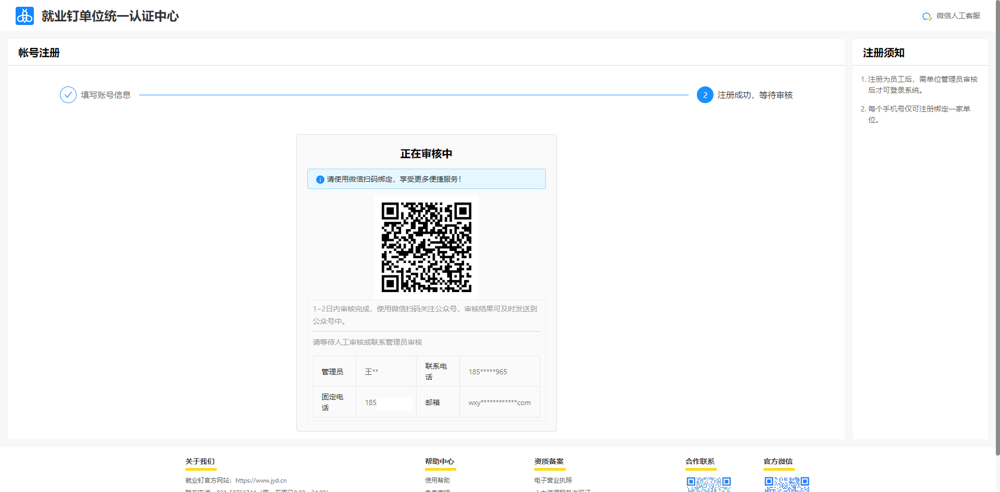 就业钉单位统一认证中心
微信人工客服
帐号注册
填写账号信息
2 注册成功，等待审核
正在审核中
请使用微信扫码绑定，享受更多便捷服务！
1~2日内审核完成，使用微信扫码关注公众号，审核结果可及时发送到
公众号中。
请等待人工审核或联系管理员审核
管理员 王** 联系电
话 185*****965
固定电
话 185 邮箱 wxy************com
注册须知
1. 注册为员工后，需单位管理员审核
后才可登录系统。
2. 每个手机号仅可注册绑定一家单
位。
关于我们
就业钉官方网站：https://www.jyd.cn
帮助中心
使用帮助
资质备案
电子营业执照
合作联系
官方微信